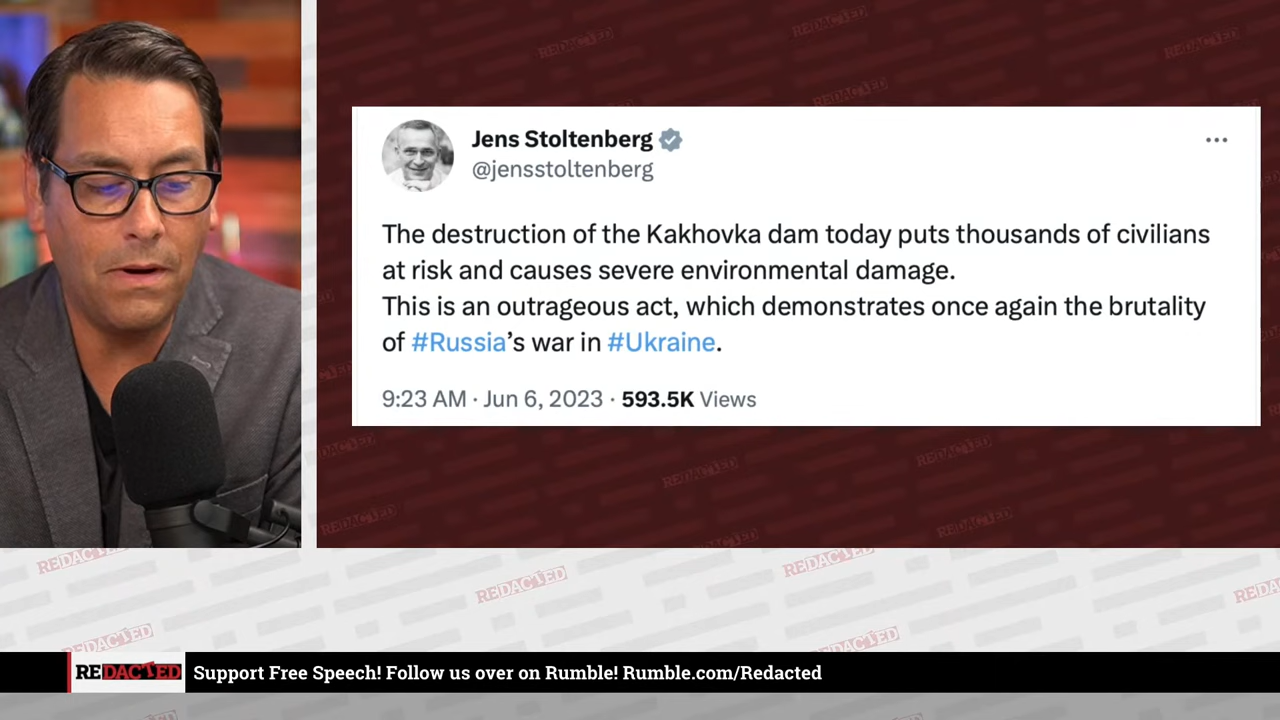 Jens Stoltenberg
@jensstoltenberg
The destruction of the Kakhovka dam today puts thousands of civilians
at risk and causes severe environmental damage.
This is an outrageous act, which demonstrates once again the brutality
of #Russia's war in #Ukraine.
9:23 AM · Jun 6, 2023 · 593.5K Views
REDACTED Support Free Speech! Follow us over on Rumble! Rumble.com/Redacted